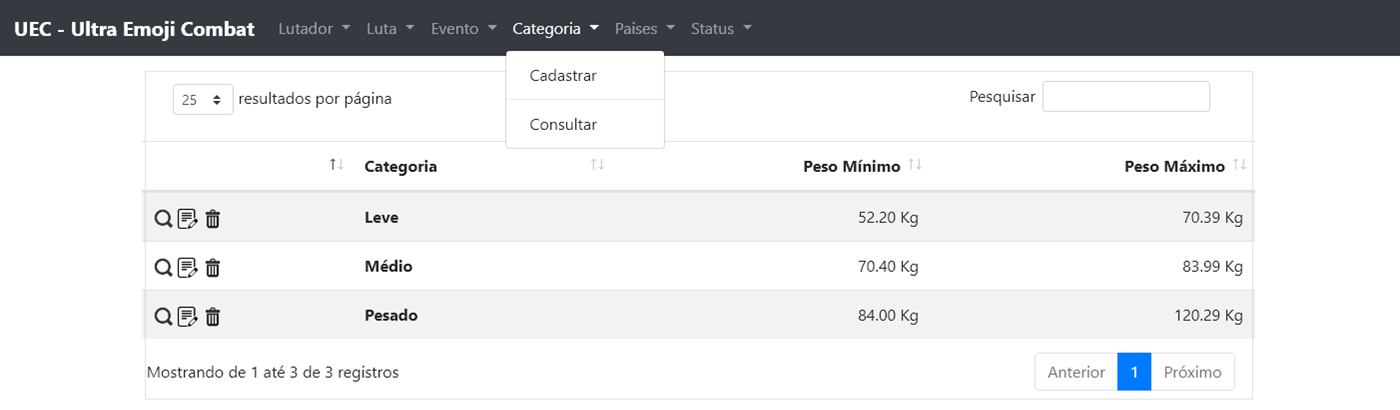 UEC - Ultra Emoji Combat Lutador Luta Evento Categoria Paises Status
Cadastrar
Consultar
25 resultados por página Pesquisar
Categoria Peso Mínimo Peso Máximo
Leve 52.20 Kg 70.39 Kg
Médio 70.40 Kg 83.99 Kg
Pesado 84.00 Kg 120.29 Kg
Mostrando de 1 até 3 de 3 registros Anterior 1 Próximo